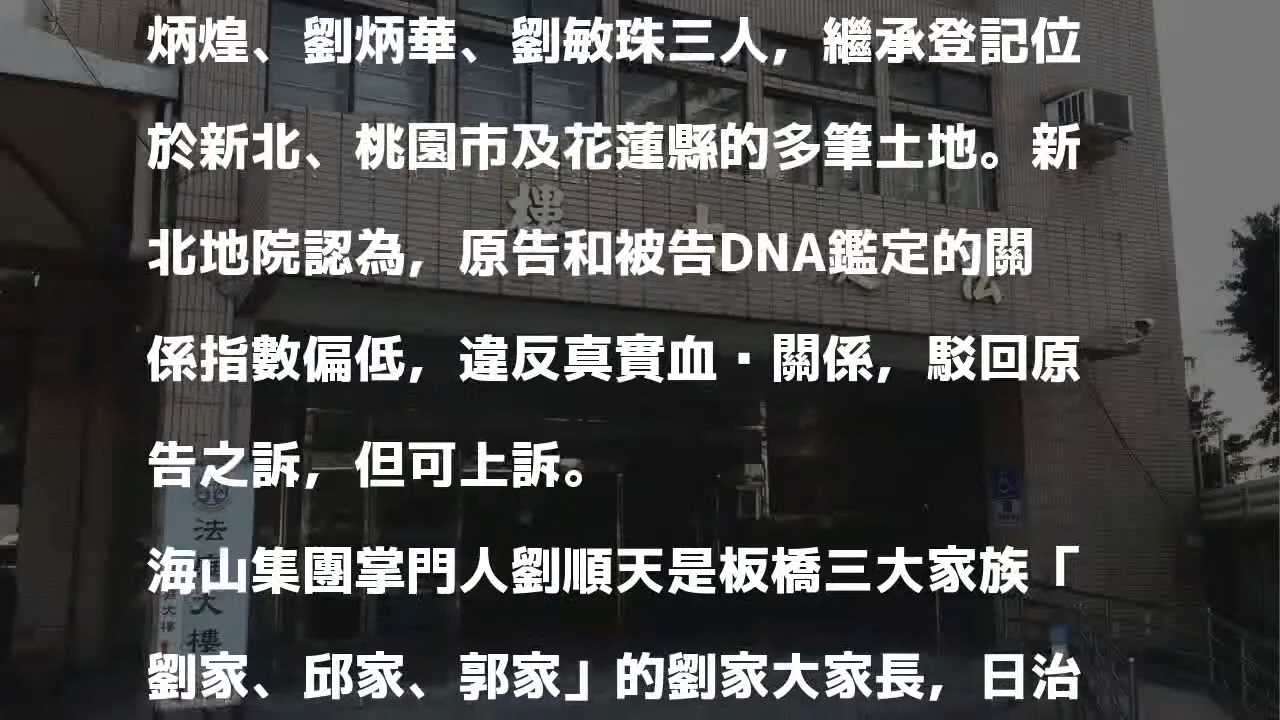 炳煌、劉炳華、劉敏珠三人，繼承登記位
於新北、桃園市及花蓮縣的多筆土地。新
北地院認為，原告和被告DNA鑑定的關
係指數偏低，違反真實血·關係，駁回原
告之訴，但可上訴。
海山集團掌門人劉順天是板橋三大家族「
劉家、邱家、郭家」的劉家大家長，日治
法
大
樓